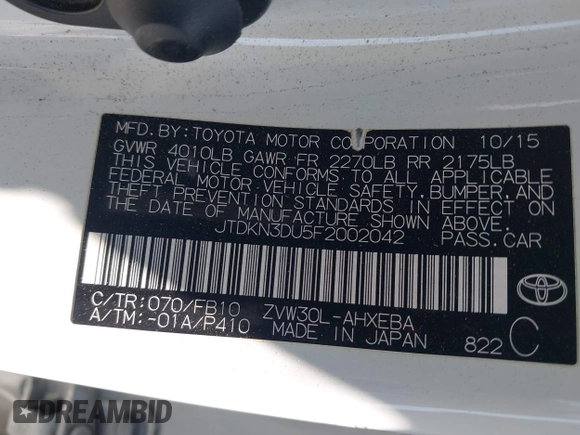 MFD.BY:TOYOTA MOTOR CORPORATION 10/15
GVWR 4010LB GAWR FR 2270LB RR 2175LB
THIS VEHICLE CONFORMS TO ALL APPLICABLE
FEDERAL MOTOR VEHICLE SAFETY, BUMPER, AND
THEFT PREVENTION STANDARDS IN EFFECT ON
THE DATE OF MANUFACTURE SHOWN ABOVE.
JTDKN3DU5F2002042 PASS.CAR
C/TR:070/FB10 ZVW30L-AHXEBA
A/TM:-01A/P410 MADE IN JAPAN 822 C
DREAMBID